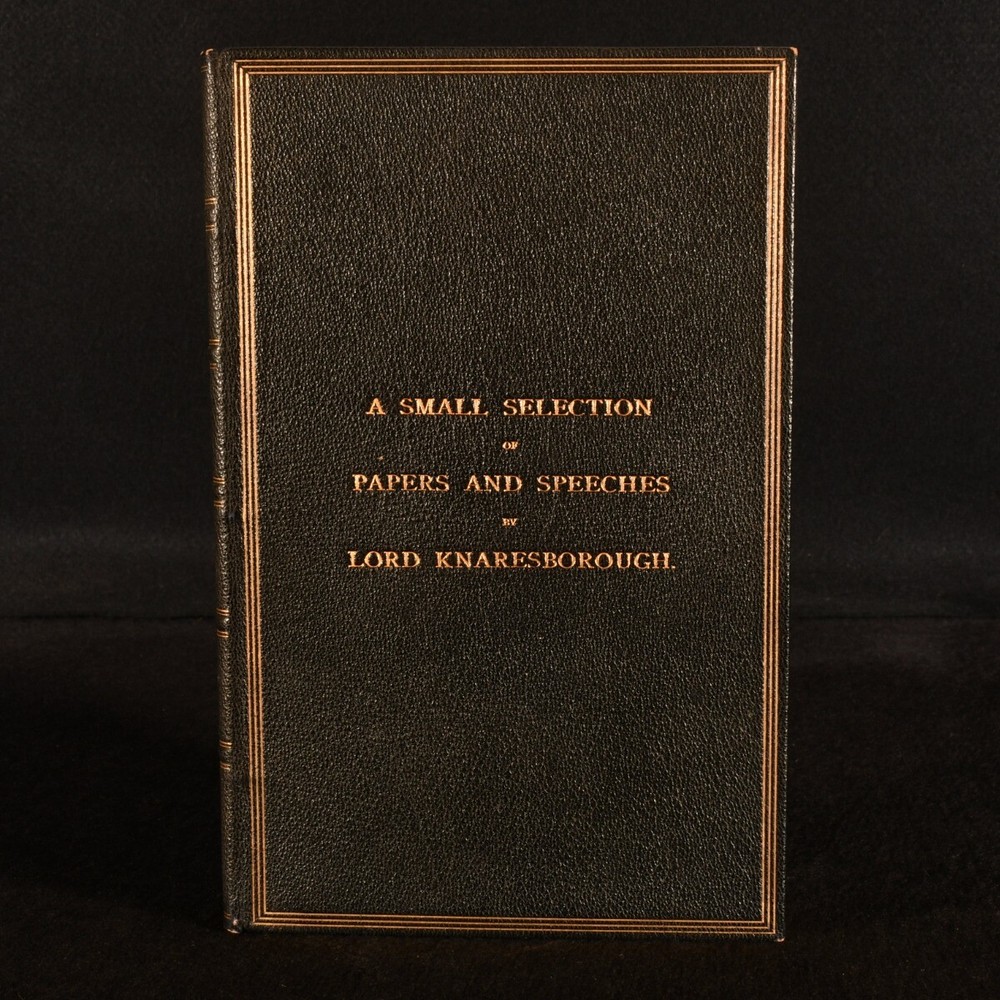 A SMALL SELECTION
OF
PAPERS AND SPEECHES
BY
LORD KNARESBOROUGH.